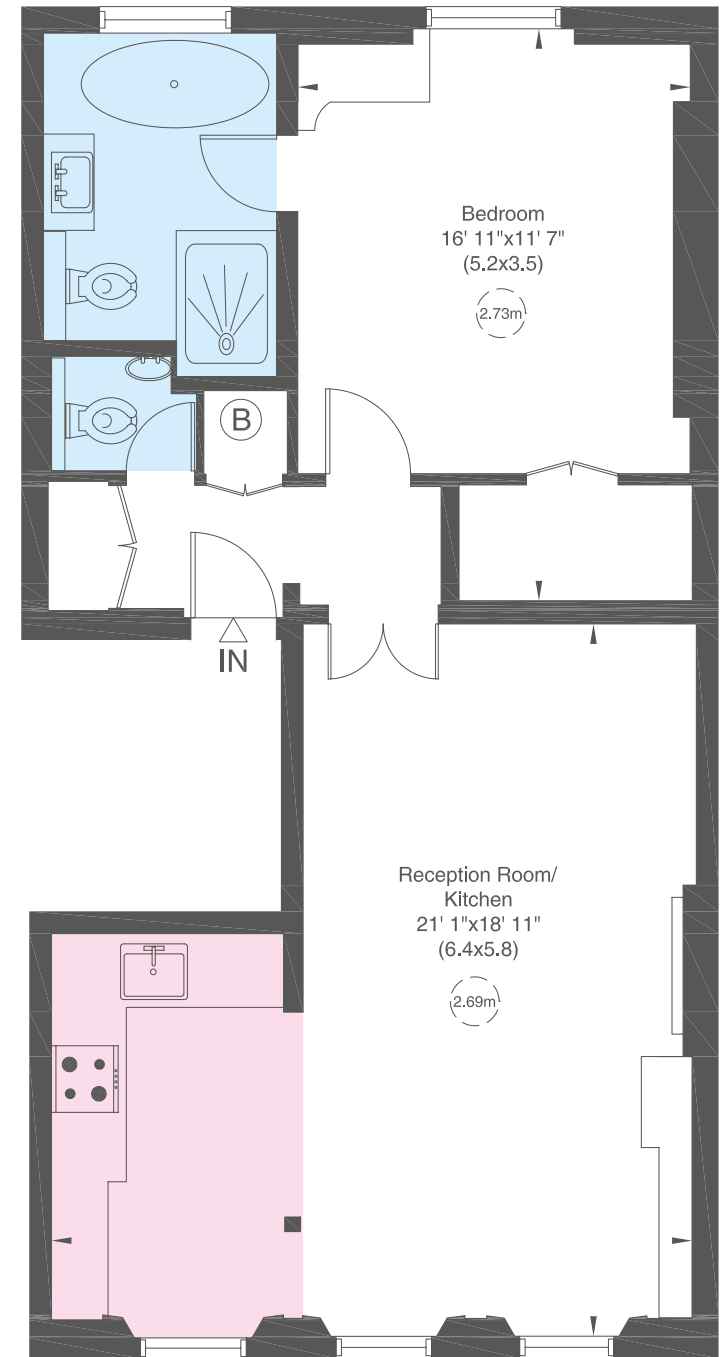 Bedroom
16' 11"x11' 7"
(5.2x3.5)
2.73m
B
IN
Reception Room/
Kitchen
21' 1"x18' 11"
(6.4x5.8)
2.69m